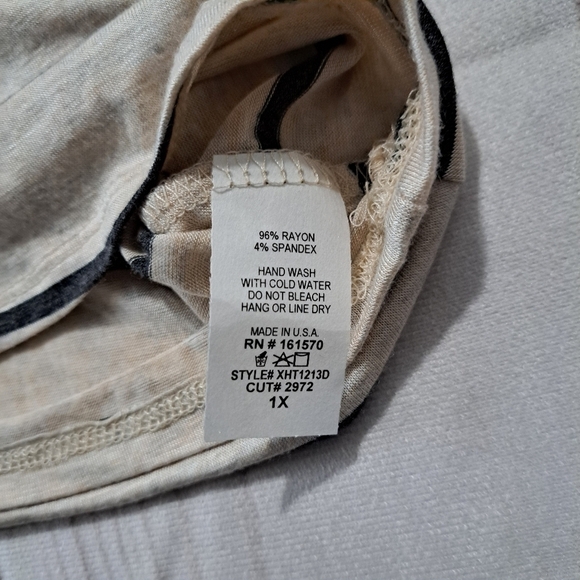 96% RAYON
4% SPANDEX
HAND WASH
WITH COLD WATER
DO NOT BLEACH
HANG OR LINE DRY
MADE IN U.S.A.
RN # 161570
STYLE# XHT1213D
CUT# 2972
1X